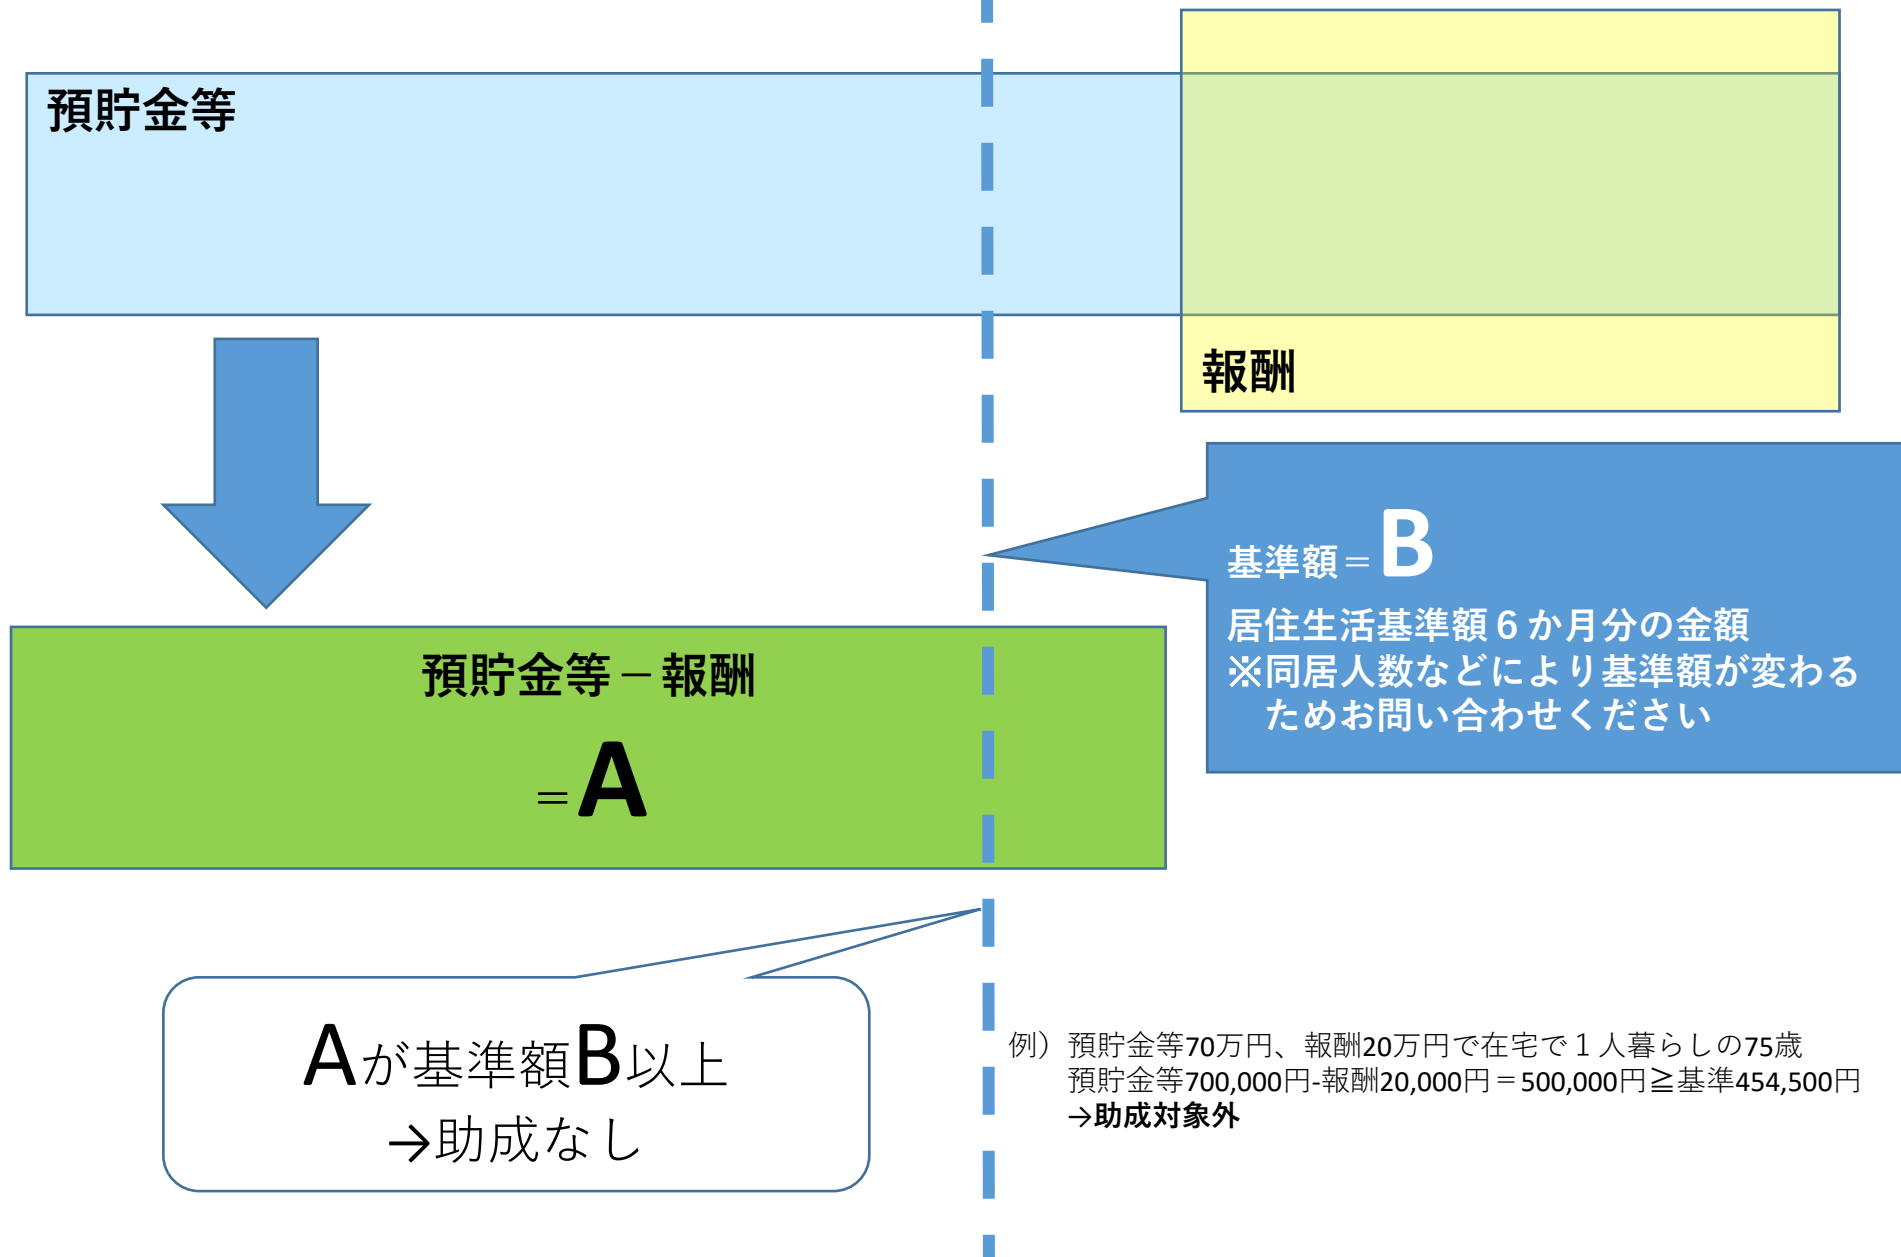 預貯金等
報酬
基準額＝B
居住生活基準額６か月分の金額
※同居人数などにより基準額が変わる
ためお問い合わせください
預貯金等－報酬
＝A
Aが基準額B以上
→助成なし
例）預貯金等70万円、報酬20万円で在宅で１人暮らしの75歳
預貯金等700,000円-報酬20,000円＝500,000円≧基準454,500円
→助成対象外